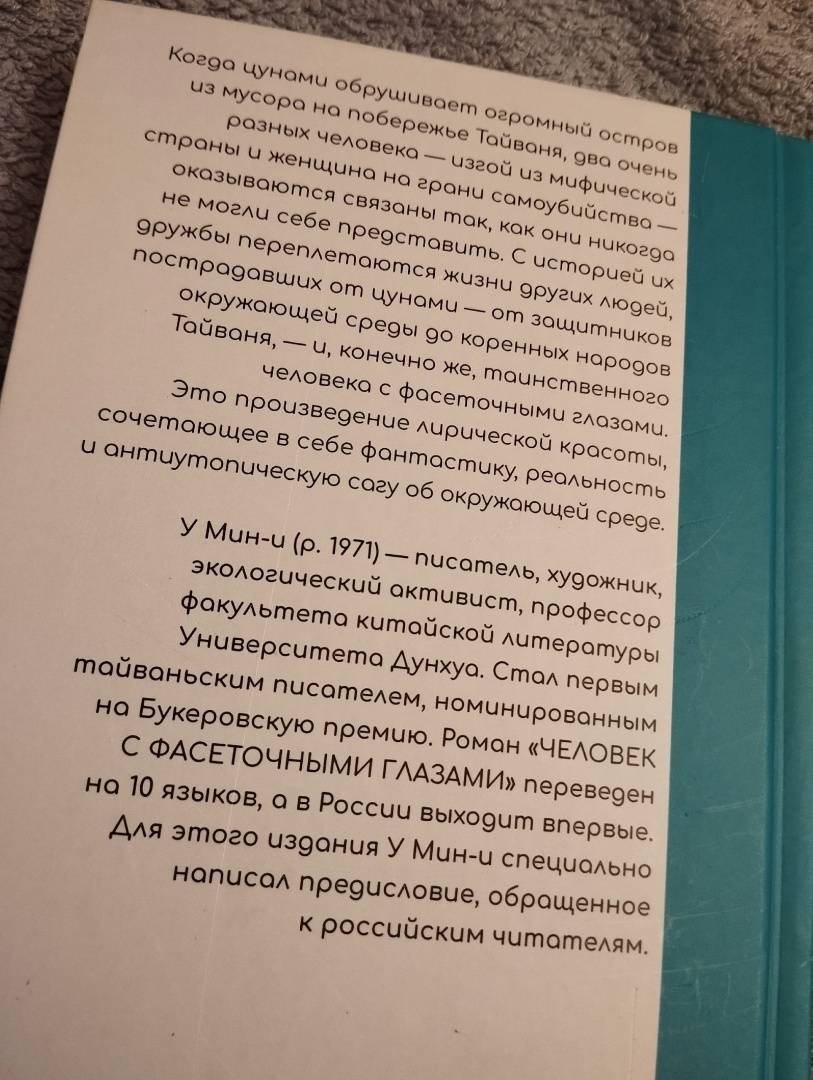 Когда цунами обрушивает огромный остров
из мусора на побережье Тайваня, два очень
разных человека — изгой из мифической
страны и женщина на грани самоубийства —
оказываются связаны так, как они никогда
не могли себе представить. С историей их
дружбы переплетаются жизни других людей,
пострадавших от цунами — от защитников
окружающей среды до коренных народов
Тайваня, — и, конечно же, таинственного
человека с фасеточными глазами.
Это произведение лирической красоты,
сочетающее в себе фантастику, реальность
и антиутопическую сагу об окружающей среде.
У Мин-и (р. 1971) — писатель, художник,
экологический активист, профессор
факультета китайской литературы
Университета Дунхуа. Стал первым
тайваньским писателем, номинированным
на Букеровскую премию. Роман «ЧЕЛОВЕК
С ФАСЕТОЧНЫМИ ГЛАЗАМИ» переведен
на 10 языков, а в России выходит впервые.
Для этого издания У Мин-и специально
написал предисловие, обращенное
к российским читателям.